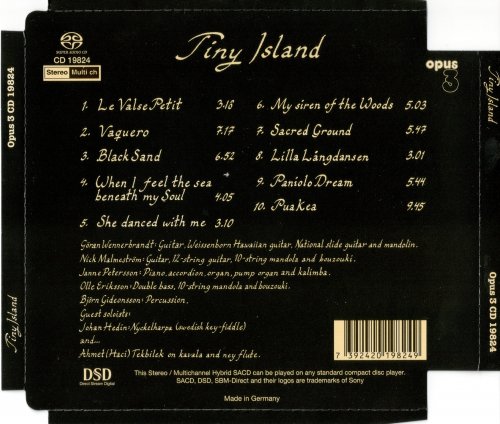 SUPER AUDIO CD
CD 19824
Stereo Multi ch
Tiny Island
opus
3
1. Le Valse Petit 3.18
2. Vaquero 7.17
3. Black Sand 6.52
4. When I feel the sea
beneath my Soul 4.05
5. She danced with me 3.10
6. My siren of the Woods 5.03
7. Sacred Ground 5.47
8. Lilla Långdansen 3.01
9. Paniolo Dream 5.44
10. Pua Kea 9.45
Göran Wennerbrandt: Guitar, Weissenborn Hawaiian guitar, National slide guitar and mandolin.
Nick Malmeström: Guitar, 12-string guitar, 10-string mandola and bouzouki.
Janne Petersson: Piano, accordion, organ, pump organ and kalimba.
Olle Eriksson: Double bass, 10-string mandola and bouzouki.
Björn Gideonsson: Percussion.
Guest soloists:
Johan Hedin: Nyckelharpa (swedish key-fiddle)
and...
Ahmet (Haci) Tekbilek on kavala and ney flute.
7 392420 198249
DSD
Direct Stream Digital
This Stereo / Multichannel Hybrid SACD can be played on any standard compact disc player.
SACD, DSD, SBM-Direct and their logos are trademarks of Sony
Made in Germany
Opus 3 CD 19824
Tiny Island
Tiny Island
Opus 3 CD 19824